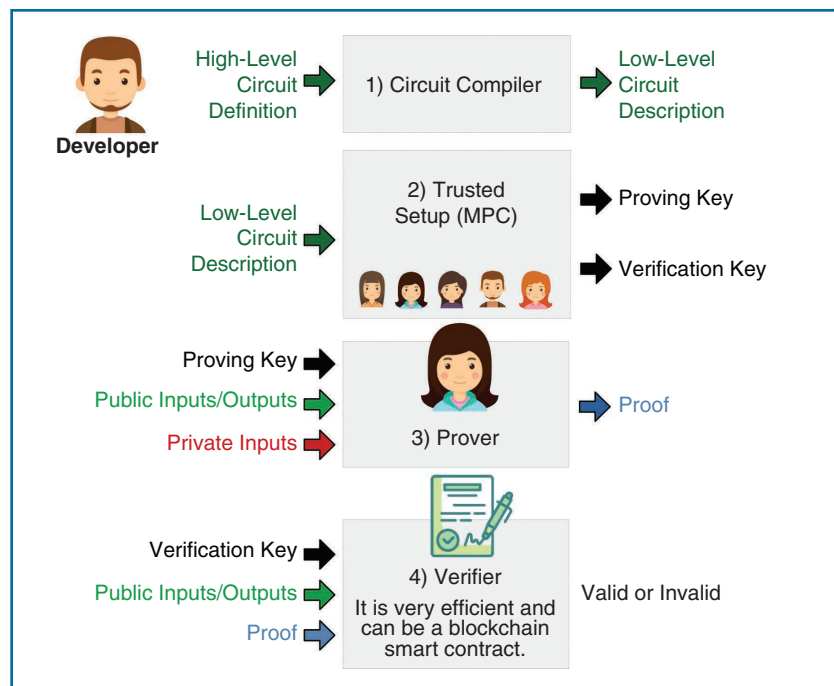 Developer
High-Level
Circuit
Definition
1) Circuit Compiler
Low-Level
Circuit
Description
Low-Level
Circuit
Description
2) Trusted
Setup (MPC)
Proving Key
Verification Key
Proving Key
Public Inputs/Outputs
Private Inputs
3) Prover
Proof
Verification Key
Public Inputs/Outputs
Proof
4) Verifier
It is very efficient and
can be a blockchain
smart contract.
Valid or Invalid